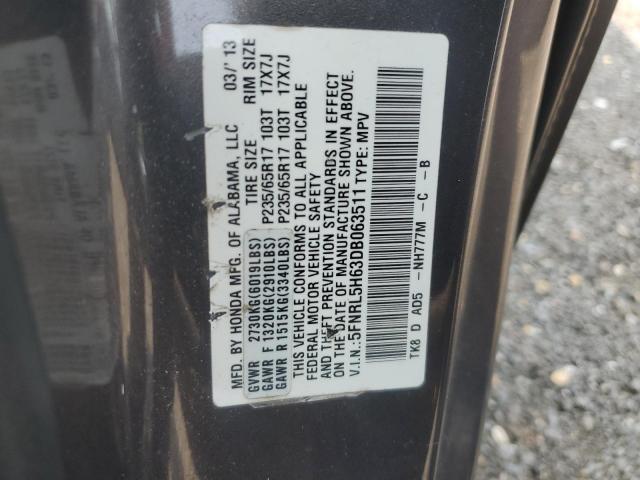 MFD. BY HONDA MFG. OF ALABAMA, LLC 03/'13
TIRE SIZE RIM SIZE
GVWR 2730KG(6019LBS)
GAWR F 1320KG(2910LBS) P235/65R17 103T 17X7J
GAWR R 1515KG(3340LBS) P235/65R17 103T 17X7J
THIS VEHICLE CONFORMS TO ALL APPLICABLE
FEDERAL MOTOR VEHICLE SAFETY
AND THEFT PREVENTION STANDARDS IN EFFECT
ON THE DATE OF MANUFACTURE SHOWN ABOVE.
V.I.N.:5FNRL5H63DB063511 TYPE: MPV
TK8 D AD5 -NH777M -C -B